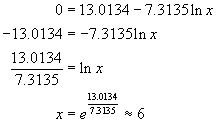 0 = 13.0134 − 7.3135 ln x
−13.0134 = −7.3135 ln x
13.0134/7.3135 = ln x
x = e^(13.0134/7.3135) ≈ 6